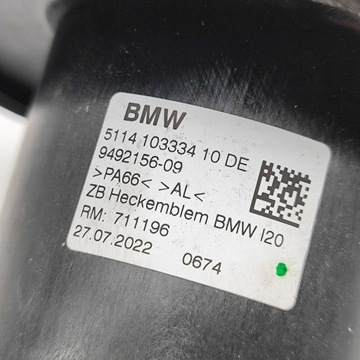 BMW
5114 103334 10 DE
9492156-09
>PA66< >AL<
ZB Heckemblem BMW I20
RM: 711196
27.07.2022 0674